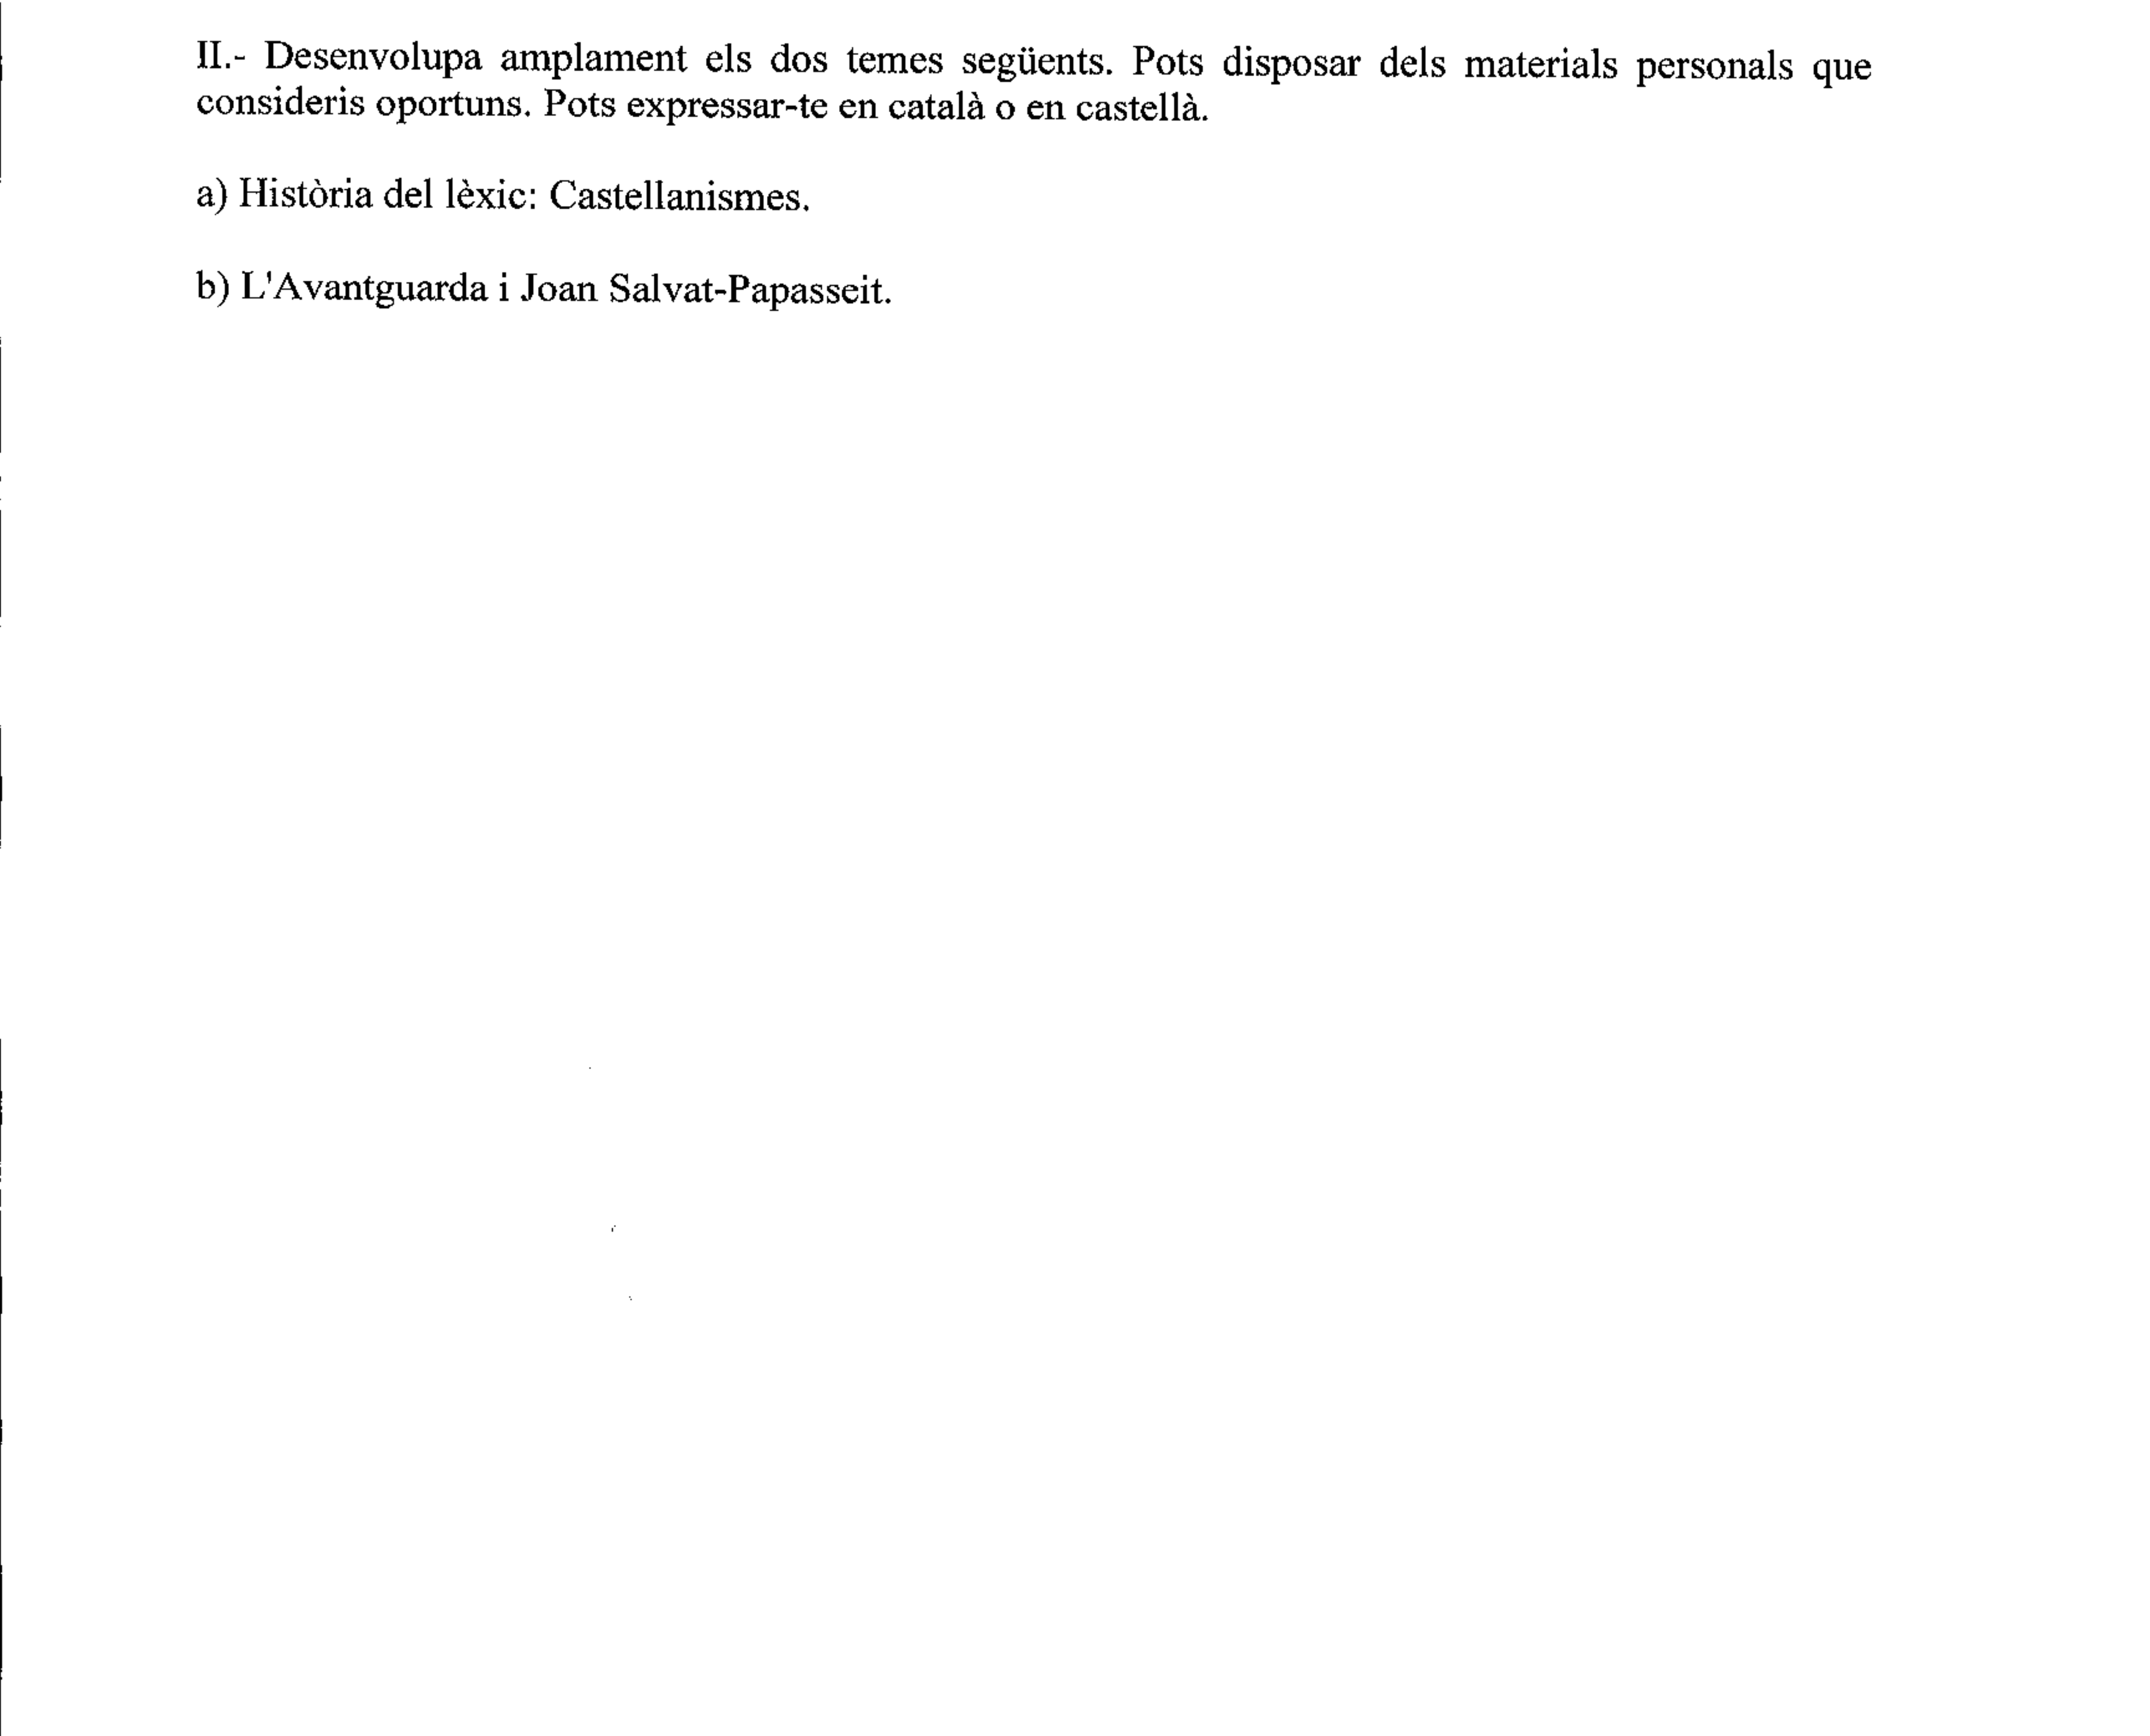 II.- Desenvolupa amplament els dos temes següents. Pots disposar dels materials personals que
consideris oportuns. Pots expressar-te en català o en castellà.
a) Història del lèxic: Castellanismes.
b) L'Avantguarda i Joan Salvat-Papasseit.